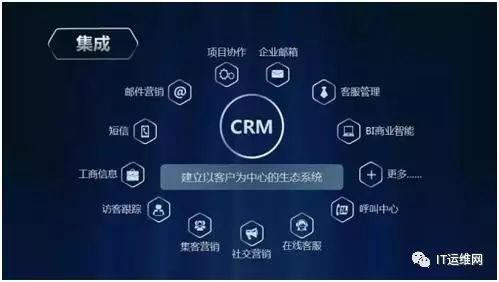 集成
项目协作
企业邮箱
邮件营销
客服管理
短信
CRM
BI商业智能
工商信息
建立以客户为中心的生态系统
更多......
访客跟踪
呼叫中心
集客营销
社交营销
在线客服
IT运维网